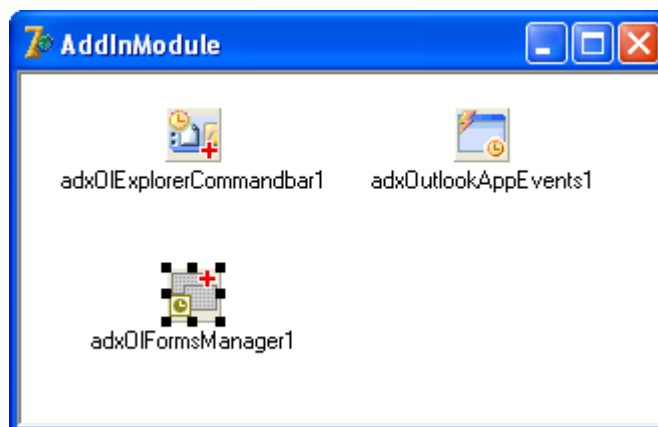 AddInModule
adxOlExplorerCommandbar1
adxOutlookAppEvents1
adxOlFormsManager1